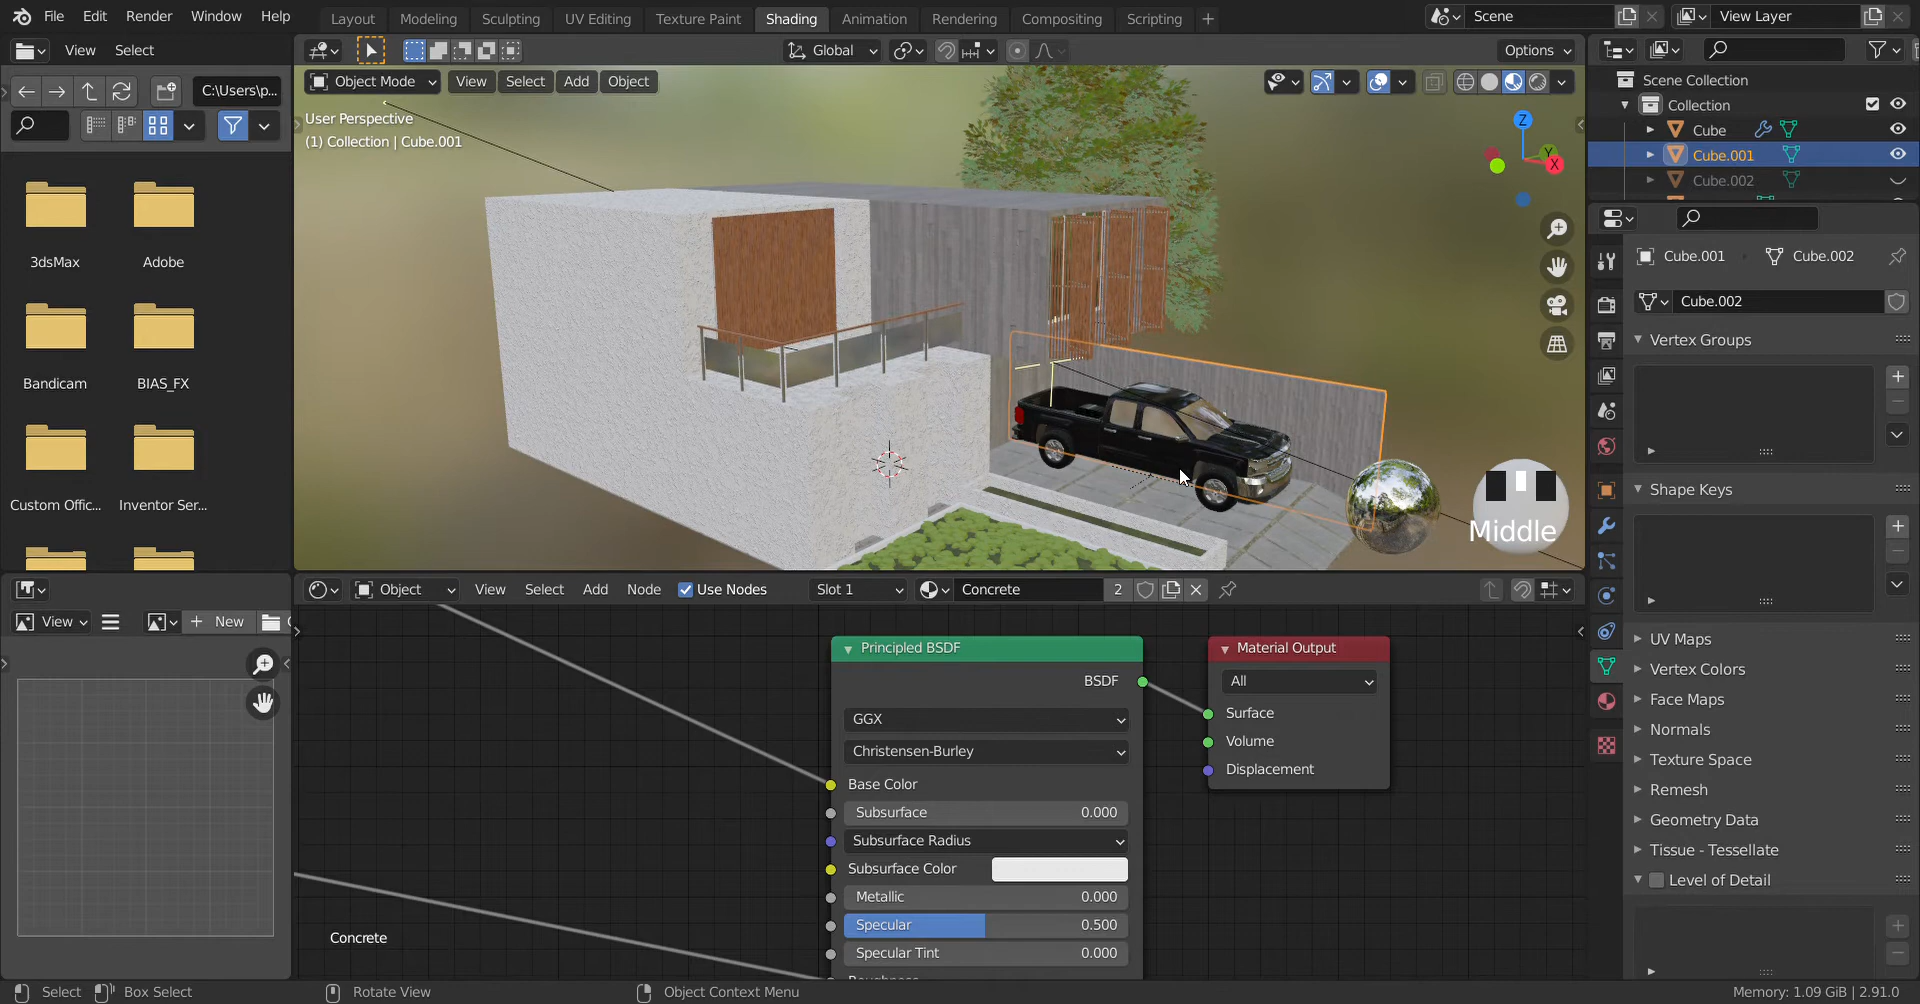 File Edit Render Window Help
Layout Modeling Sculpting UV Editing Texture Paint Shading Animation Rendering Compositing Scripting +
Scene
View Layer
View Select
Global
Options
C:\Users\p...
Object Mode View Select Add Object
User Perspective
(1) Collection | Cube.001
Z
Y
X
3dsMax Adobe
Bandicam BIAS_FX
Custom Offic... Inventor Ser...
Middle
Scene Collection
Collection
Cube
Cube.001
Cube.002
Cube.001 Cube.002
Cube.002
Vertex Groups
Shape Keys
UV Maps
Vertex Colors
Face Maps
Normals
Texture Space
Remesh
Geometry Data
Tissue - Tessellate
Level of Detail
Object View Select Add Node Use Nodes Slot 1 Concrete 2
View New
Principled BSDF
BSDF
GGX
Christensen-Burley
Base Color
Subsurface 0.000
Subsurface Radius
Subsurface Color
Metallic 0.000
Specular 0.500
Specular Tint 0.000
Material Output
All
Surface
Volume
Displacement
Concrete
Select Box Select Rotate View Object Context Menu Memory: 1.09 GiB | 2.91.0